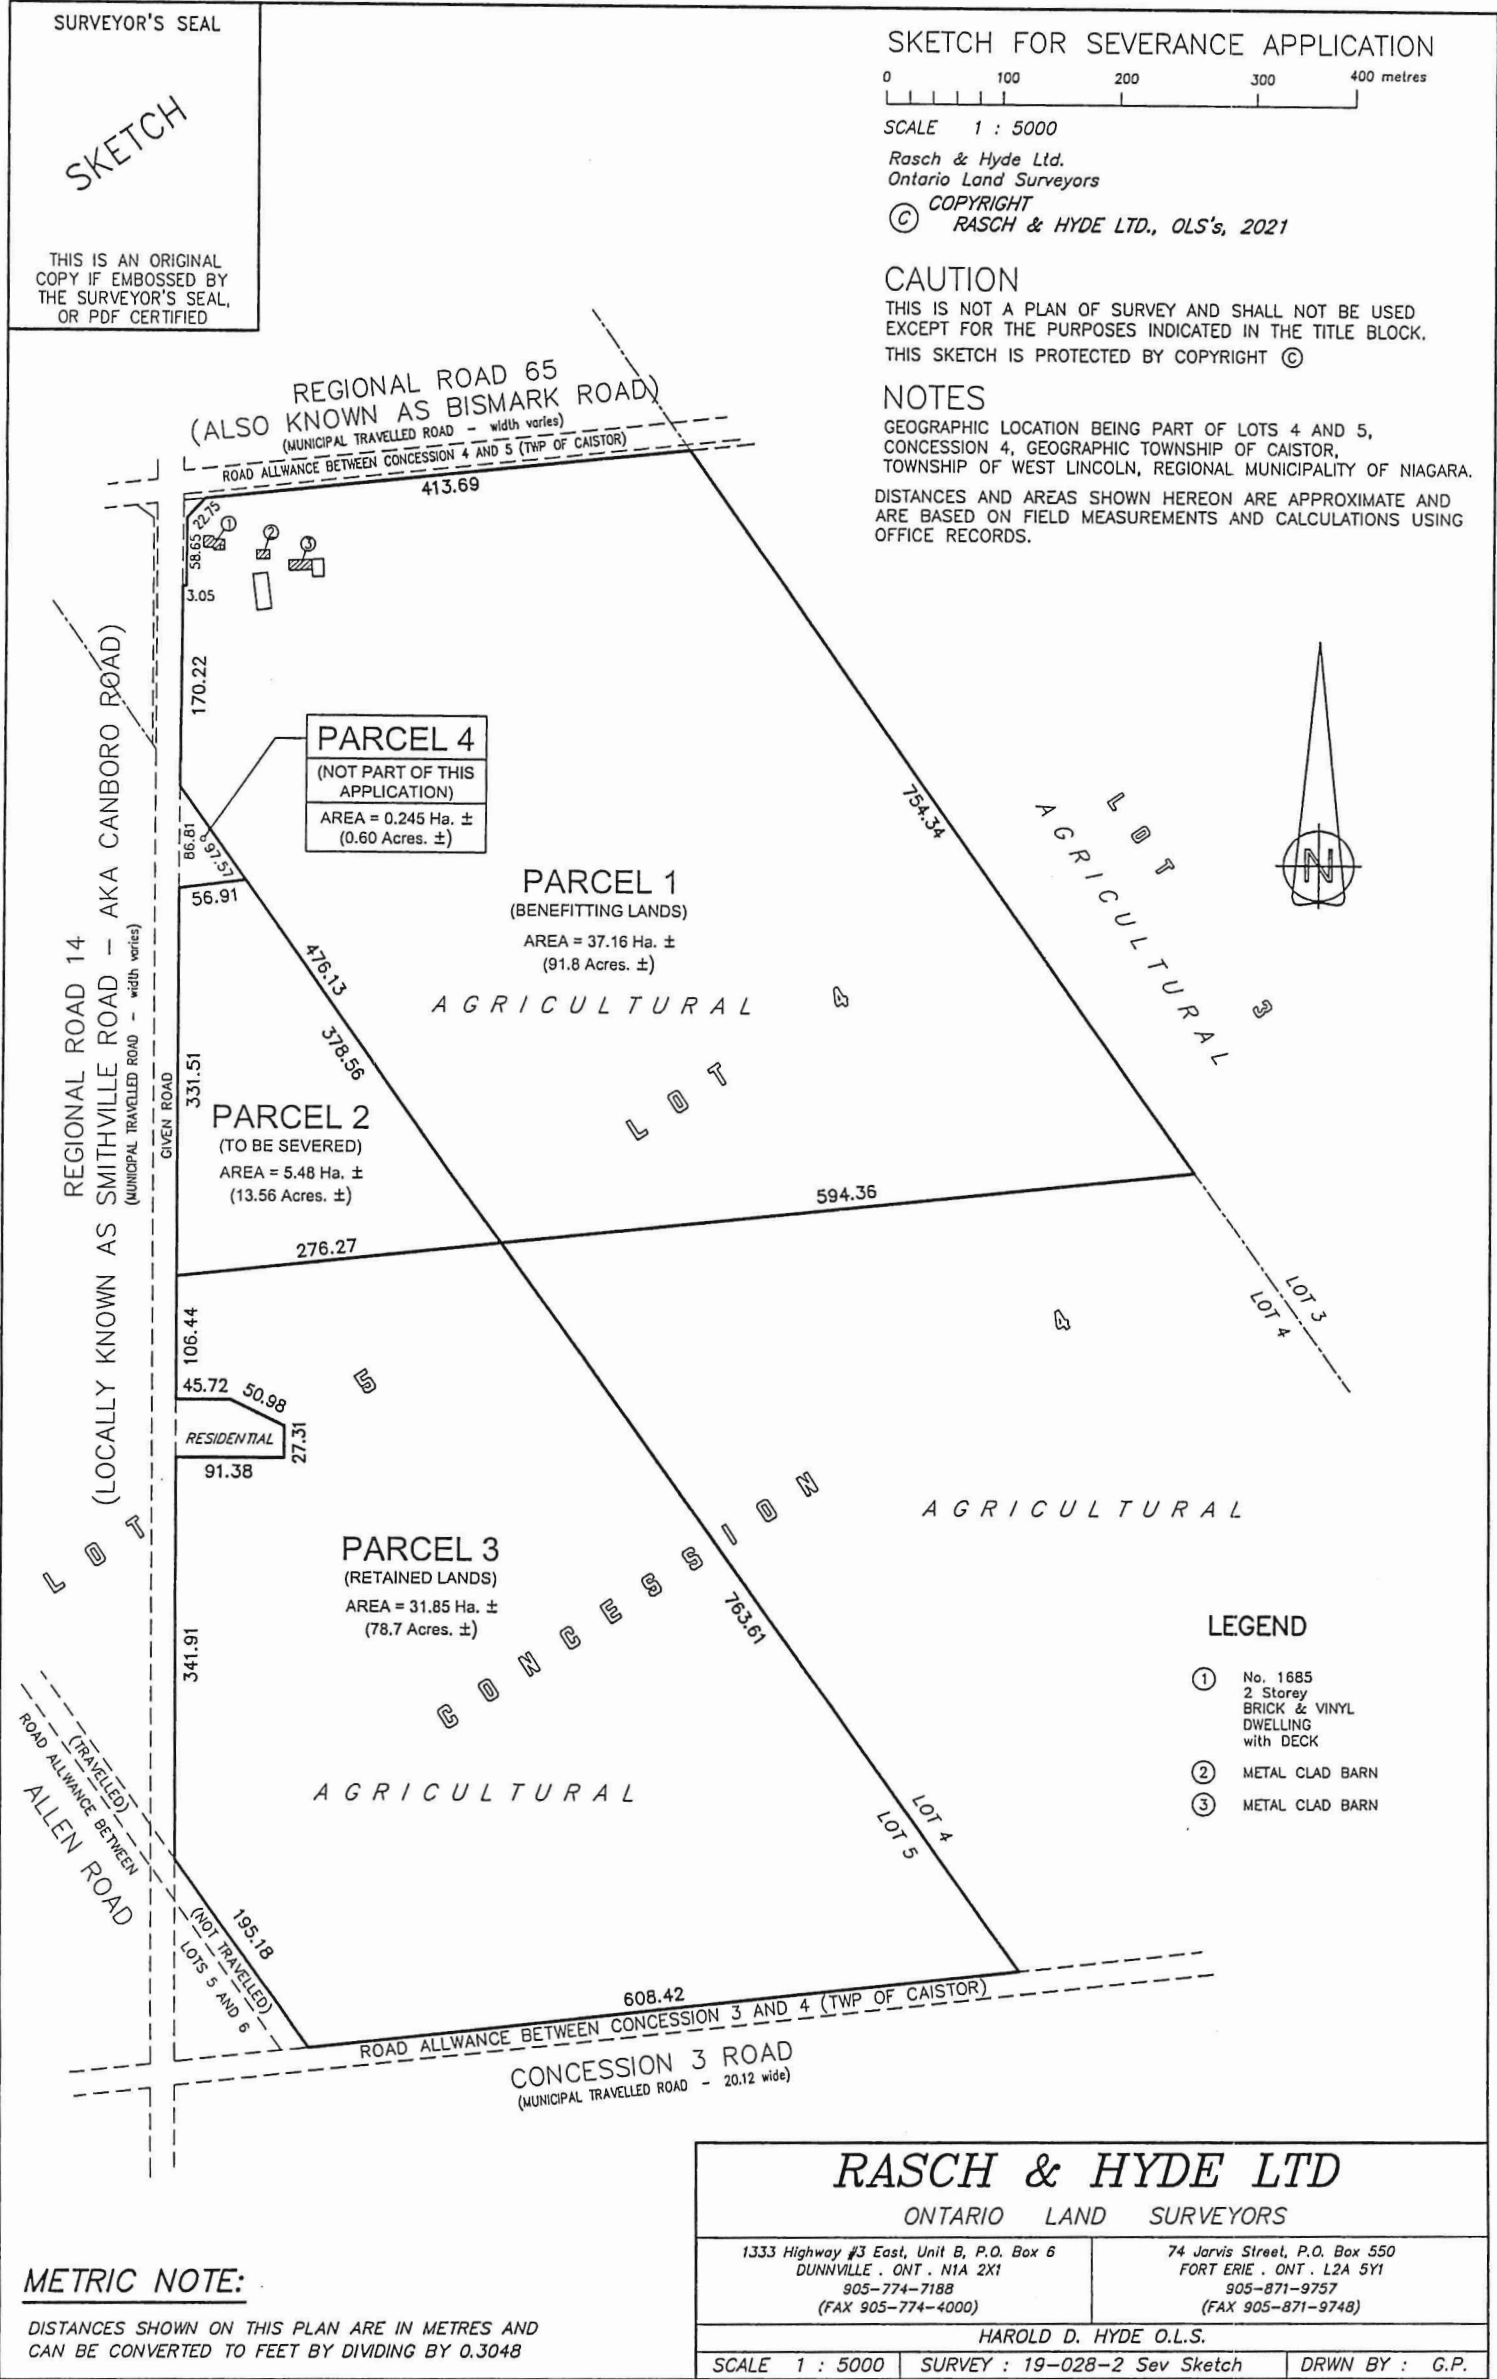 SURVEYOR'S SEAL
SKETCH
THIS IS AN ORIGINAL
COPY IF EMBOSSED BY
THE SURVEYOR'S SEAL,
OR PDF CERTIFIED
SKETCH FOR SEVERANCE APPLICATION
0 100 200 300 400 metres
SCALE 1 : 5000
Rasch & Hyde Ltd.
Ontario Land Surveyors
© COPYRIGHT
RASCH & HYDE LTD., OLS's, 2021
CAUTION
THIS IS NOT A PLAN OF SURVEY AND SHALL NOT BE USED
EXCEPT FOR THE PURPOSES INDICATED IN THE TITLE BLOCK.
THIS SKETCH IS PROTECTED BY COPYRIGHT ©
NOTES
GEOGRAPHIC LOCATION BEING PART OF LOTS 4 AND 5,
CONCESSION 4, GEOGRAPHIC TOWNSHIP OF CAISTOR,
TOWNSHIP OF WEST LINCOLN, REGIONAL MUNICIPALITY OF NIAGARA.
DISTANCES AND AREAS SHOWN HEREON ARE APPROXIMATE AND
ARE BASED ON FIELD MEASUREMENTS AND CALCULATIONS USING
OFFICE RECORDS.
REGIONAL ROAD 65
(ALSO KNOWN AS BISMARK ROAD)
(MUNICIPAL TRAVELLED ROAD - width varies)
ROAD ALLWANCE BETWEEN CONCESSION 4 AND 5 (TWP OF CAISTOR)
413.69
22.75
58.65
1
2
3
3.05
170.22
PARCEL 4
(NOT PART OF THIS
APPLICATION)
AREA = 0.245 Ha. ±
(0.60 Acres. ±)
86.81
97.57
56.91
754.34
PARCEL 1
(BENEFITTING LANDS)
AREA = 37.16 Ha. ±
(91.8 Acres. ±)
AGRICULTURAL
LOT 4
AGRICULTURAL
LOT 3
N
REGIONAL ROAD 14
(LOCALLY KNOWN AS SMITHVILLE ROAD - AKA CANBORO ROAD)
(MUNICIPAL TRAVELLED ROAD - width varies)
GIVEN ROAD
476.13
378.56
331.51
PARCEL 2
(TO BE SEVERED)
AREA = 5.48 Ha. ±
(13.56 Acres. ±)
594.36
276.27
LOT 3
LOT 4
106.44
45.72
50.98
RESIDENTIAL
27.31
91.38
LOT 5
CONCESSION 4
AGRICULTURAL
PARCEL 3
(RETAINED LANDS)
AREA = 31.85 Ha. ±
(78.7 Acres. ±)
763.61
341.91
AGRICULTURAL
LOT 4
LOT 5
(TRAVELLED)
ROAD ALLWANCE BETWEEN
ALLEN ROAD
(NOT TRAVELLED)
LOTS 5 AND 6
195.18
608.42
ROAD ALLWANCE BETWEEN CONCESSION 3 AND 4 (TWP OF CAISTOR)
CONCESSION 3 ROAD
(MUNICIPAL TRAVELLED ROAD - 20.12 wide)
LEGEND
1 No. 1685
2 Storey
BRICK & VINYL
DWELLING
with DECK
2 METAL CLAD BARN
3 METAL CLAD BARN
METRIC NOTE:
DISTANCES SHOWN ON THIS PLAN ARE IN METRES AND
CAN BE CONVERTED TO FEET BY DIVIDING BY 0.3048
RASCH & HYDE LTD
ONTARIO LAND SURVEYORS
1333 Highway #3 East, Unit B, P.O. Box 6
DUNNVILLE . ONT . N1A 2X1
905-774-7188
(FAX 905-774-4000)
74 Jarvis Street, P.O. Box 550
FORT ERIE . ONT . L2A 5Y1
905-871-9757
(FAX 905-871-9748)
HAROLD D. HYDE O.L.S.
SCALE 1 : 5000
SURVEY : 19-028-2 Sev Sketch
DRWN BY : G.P.